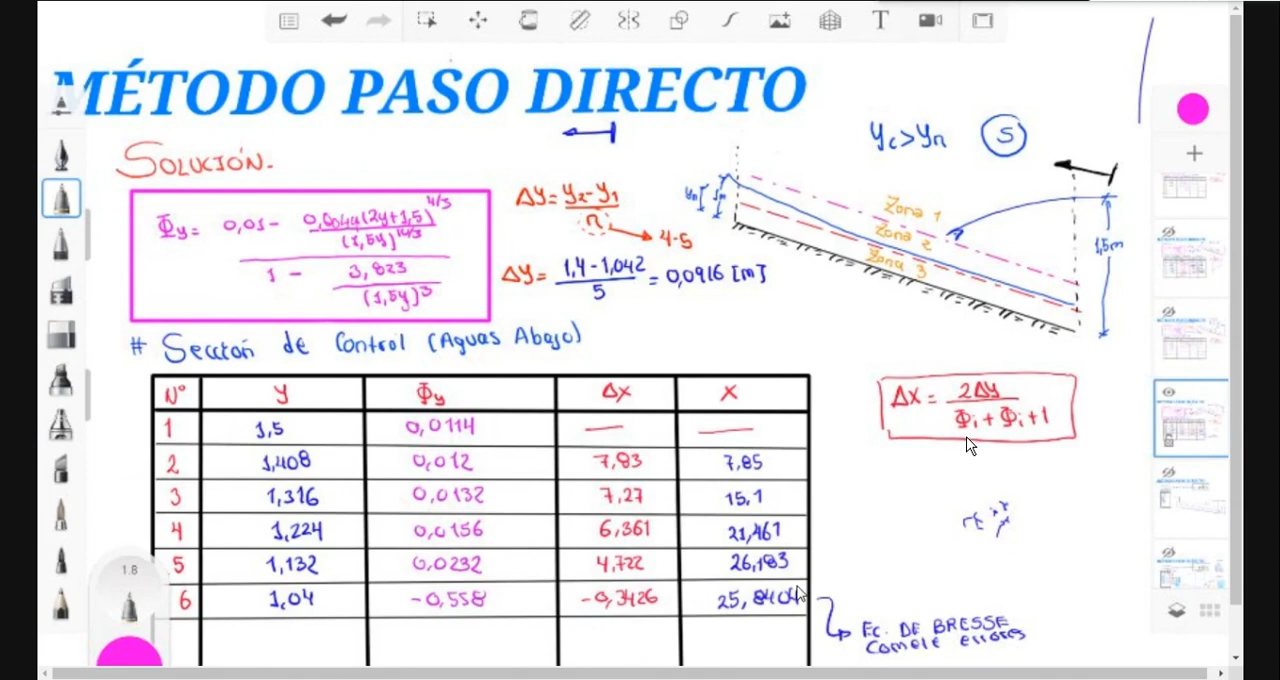 MÉTODO PASO DIRECTO
SOLUCIÓN.-
Φy = 0,01 - 0,0044(2y+1,5)^4/3
(1,5y)^14/3
1 - 3,823
(1,5y)^3
Δy = y2 - y1
n
4-5
Δy = 1,4 - 1,042 = 0,0916 [m]
5
yc > yn S
Zona 1
Zona 2
Zona 3
1,5m
# Sección de Control (Aguas Abajo)
N° y Φy Δx X
1 1,5 0,0114 — —
2 1,408 0,012 7,83 7,85
3 1,316 0,0132 7,27 15,1
4 1,224 0,0156 6,361 21,461
5 1,132 0,0232 4,722 26,183
6 1,04 -0,558 -0,3426 25,8404
Δx = 2Δy
Φi + Φi+1
Ec. DE BRESSE
Comete errores
1.8
T